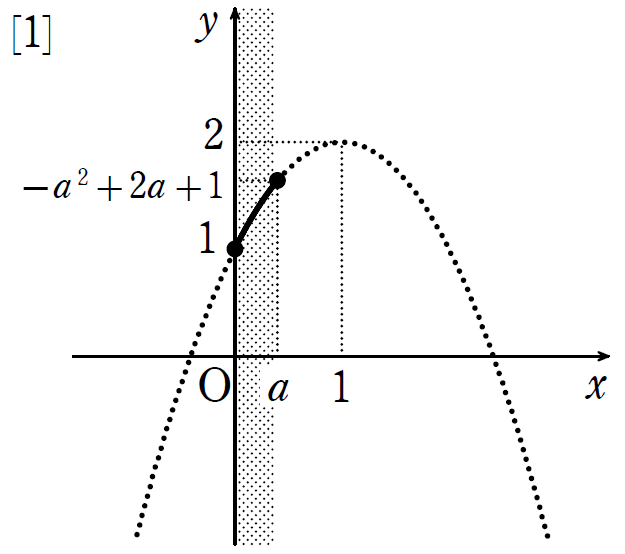 [1]
y
2
−a² + 2a + 1
1
O a 1 x